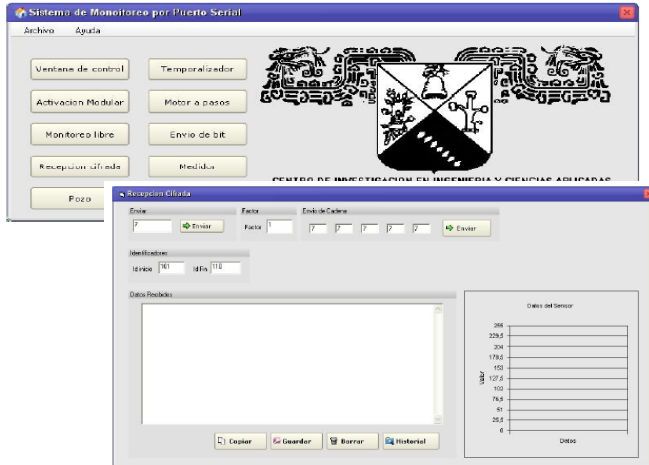 Sistema de Monoitoreo por Puerto Serial
Archivo Ayuda
Ventana de control Temporalizador
Activacion Modular Motor a pasos
Monitoreo libre Envio de bit
Recepcion cifrada Medidor
Pozo
CENTRO DE INVESTIGACION EN INGENIERIA Y CIENCIAS APLICADAS
Recepcion Cifrada
Enviar Factor Envio de Cadena
7 Enviar Factor 1 7 7 7 7 7 Enviar
Identificadores
Id inicio 101 Id Fin 110
Datos Recibidos
Datos del Sensor
255
229,5
204
178,5
153
127,5
102
76,5
51
25,5
0
Valor
Datos
Copiar Guardar Borrar Historial